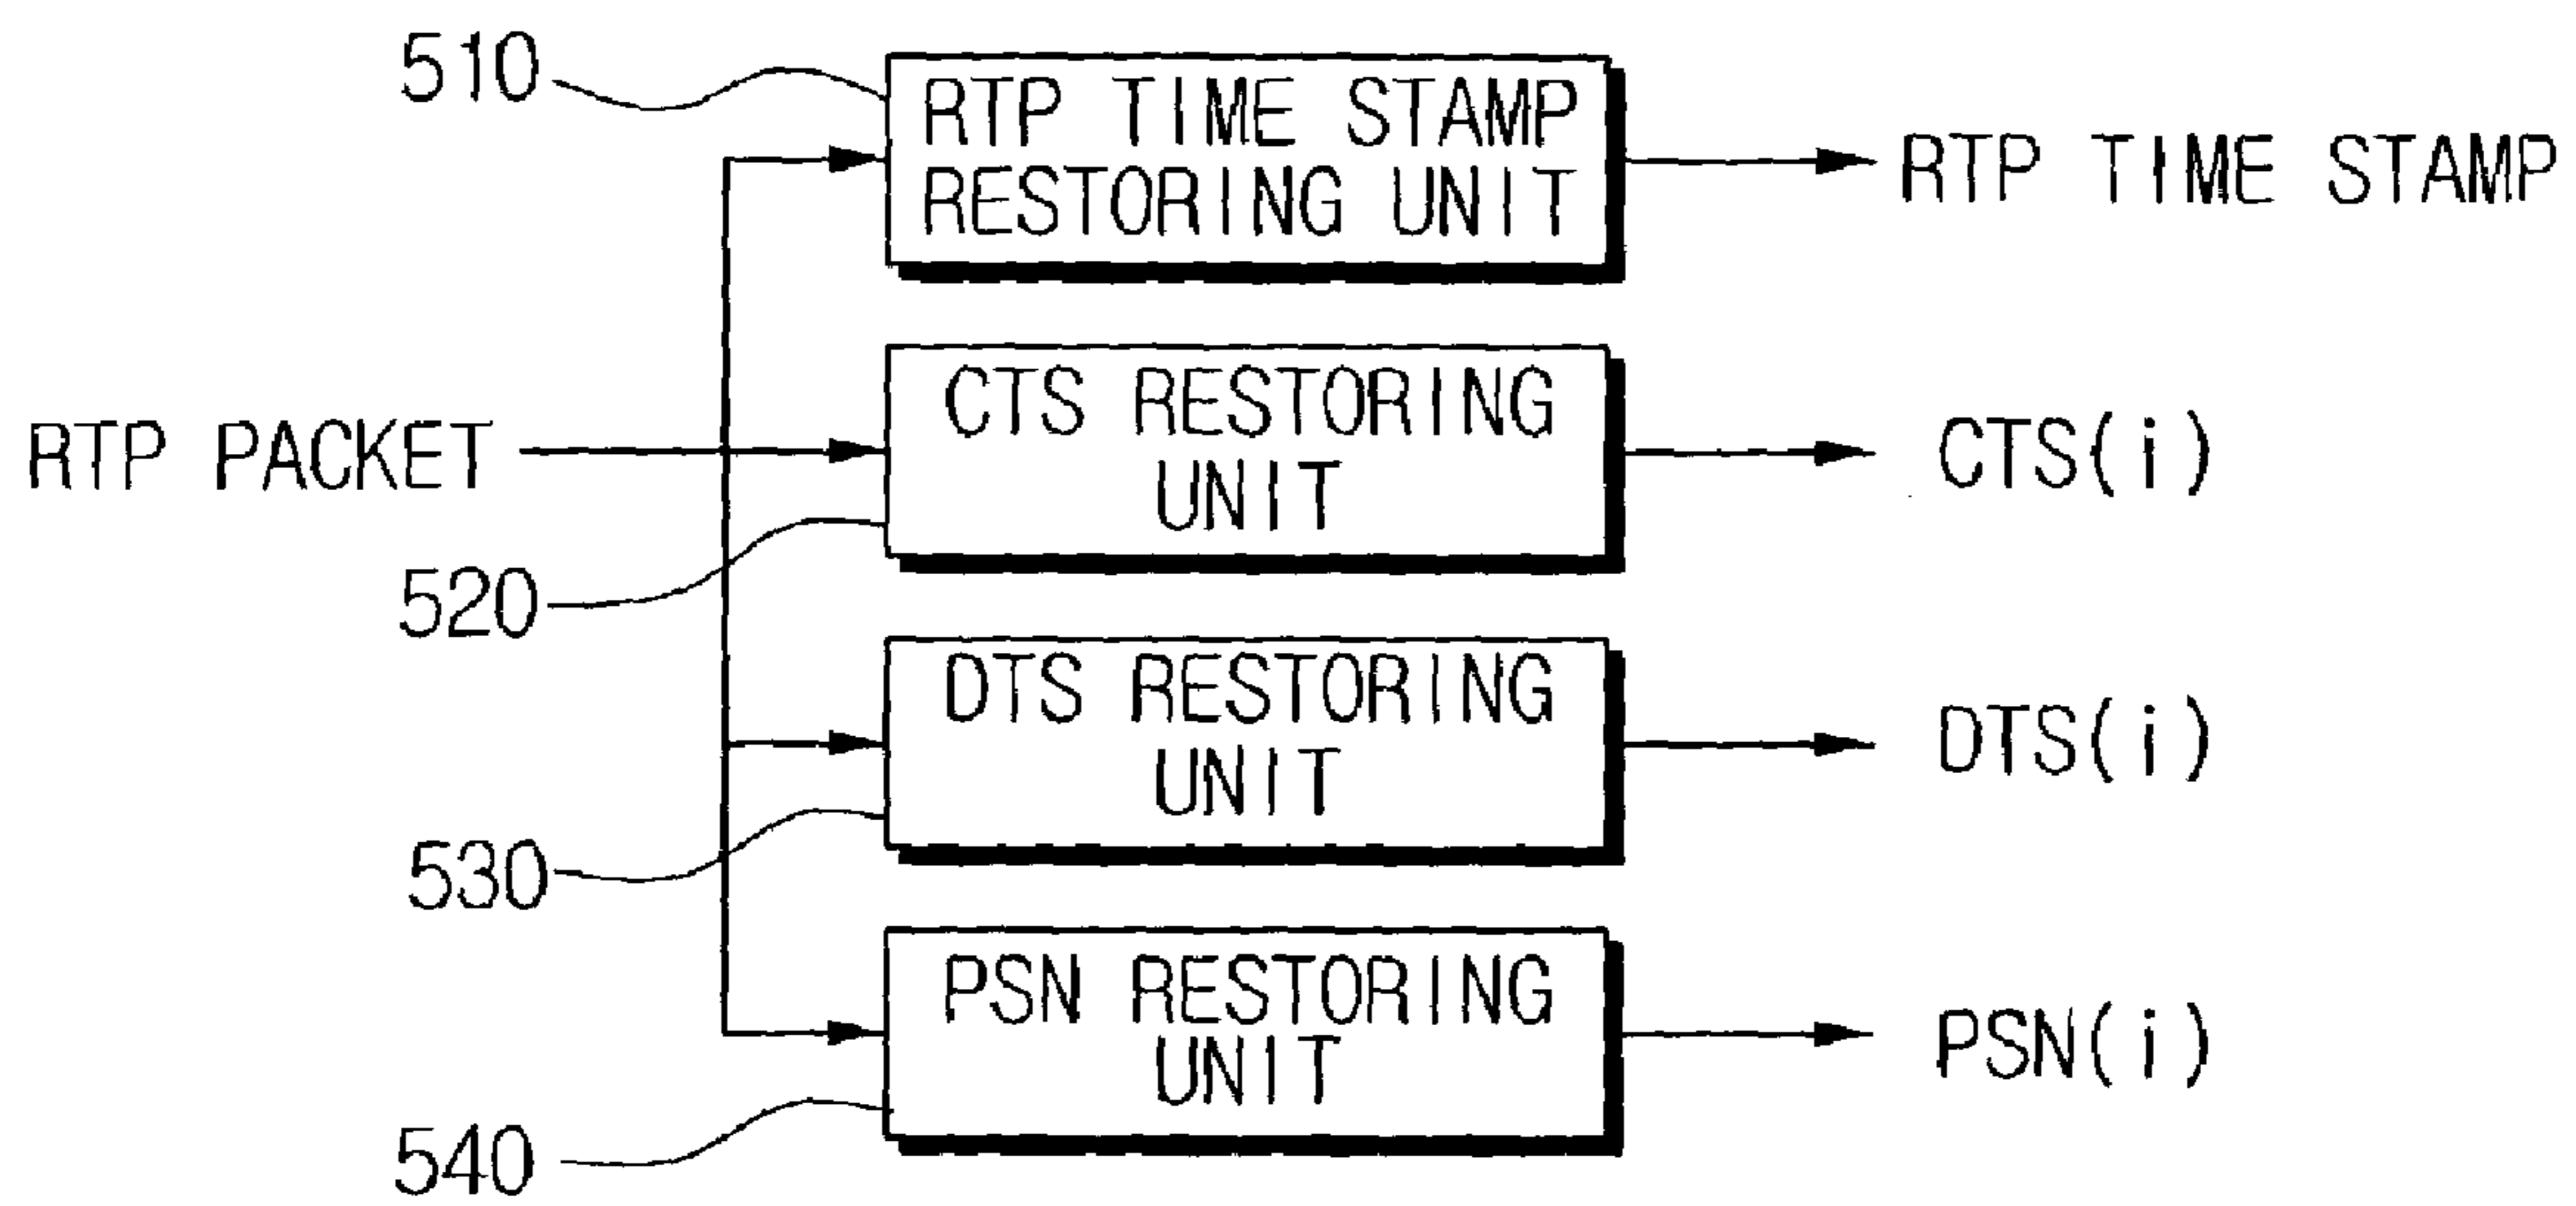 510
RTP TIME STAMP
RESTORING UNIT
RTP TIME STAMP
RTP PACKET
CTS RESTORING
UNIT
CTS(i)
520
DTS RESTORING
UNIT
DTS(i)
530
PSN RESTORING
UNIT
PSN(i)
540